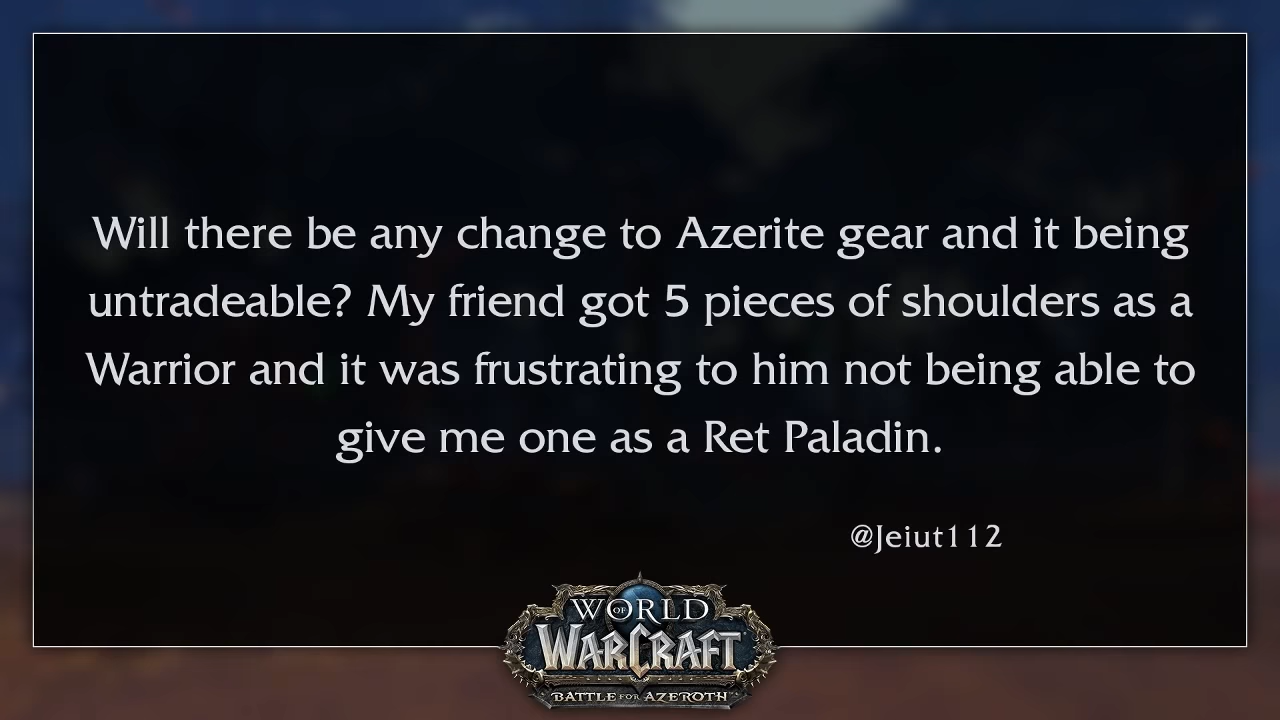 Will there be any change to Azerite gear and it being
untradeable? My friend got 5 pieces of shoulders as a
Warrior and it was frustrating to him not being able to
give me one as a Ret Paladin.
@Jeiut112
WORLD
OF
WARCRAFT
BATTLE FOR AZEROTH